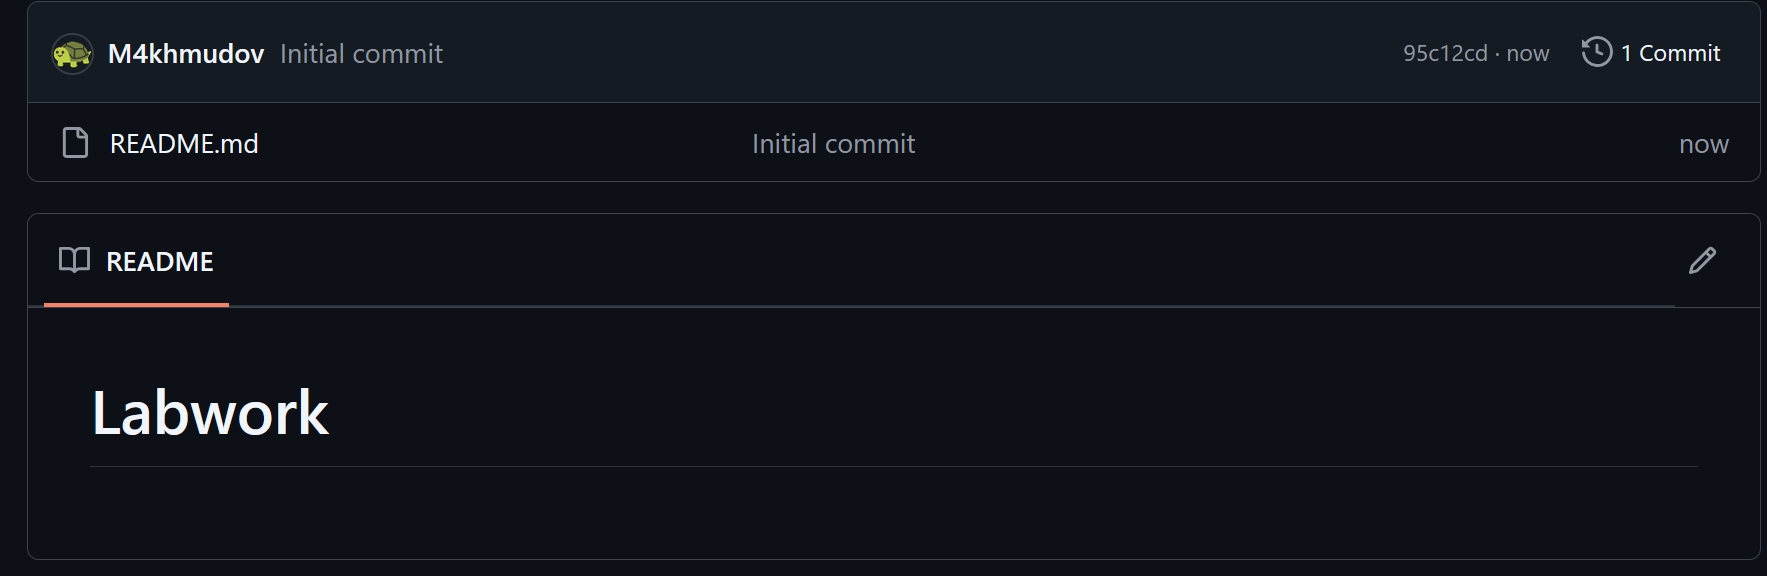 M4khmudov Initial commit 95c12cd · now 1 Commit
README.md Initial commit now
README
Labwork